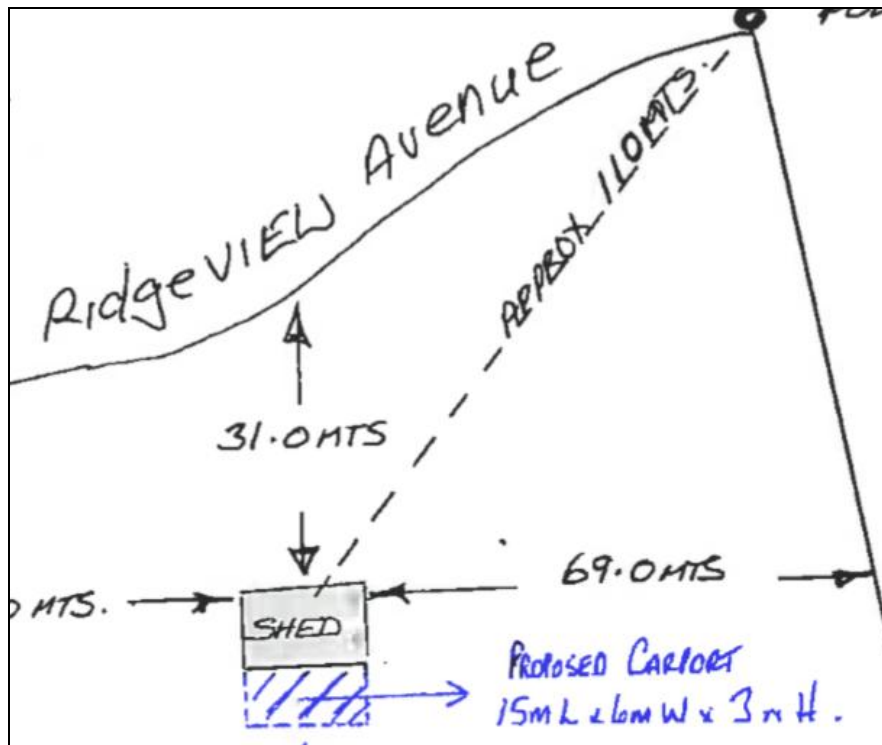 RidgeVIEW Avenue
APPROX 110MTS.
31.0MTS
69.0MTS
MTS.
SHED
PROPOSED CARPORT
15m L x 6m W x 3m H.